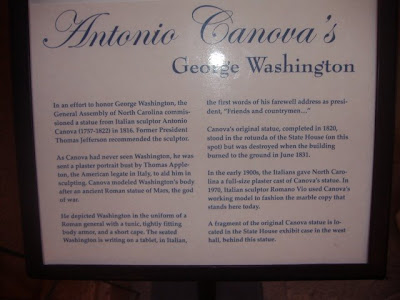 Antonio Canova's
George Washington
In an effort to honor George Washington, the
General Assembly of North Carolina commis-
sioned a statue from Italian sculptor Antonio
Canova (1757-1822) in 1816. Former President
Thomas Jefferson recommended the sculptor.
As Canova had never seen Washington, he was
sent a plaster portrait bust by Thomas Apple-
ton, the American legate in Italy, to aid him in
sculpting. Canova modeled Washington's body
after an ancient Roman statue of Mars, the god
of war.
He depicted Washington in the uniform of a
Roman general with a tunic, tightly fitting
body armor, and a short cape. The seated
Washington is writing on a tablet, in Italian,
the first words of his farewell address as presi-
dent, "Friends and countrymen...."
Canova's original statue, completed in 1820,
stood in the rotunda of the State House (on this
spot) but was destroyed when the building
burned to the ground in June 1831.
In the early 1900s, the Italians gave North Caro-
lina a full-size plaster cast of Canova's statue. In
1970, Italian sculptor Romano Vio used Canova's
working model to fashion the marble copy that
stands here today.
A fragment of the original Canova statue is lo-
cated in the State House exhibit case in the west
hall, behind this statue.